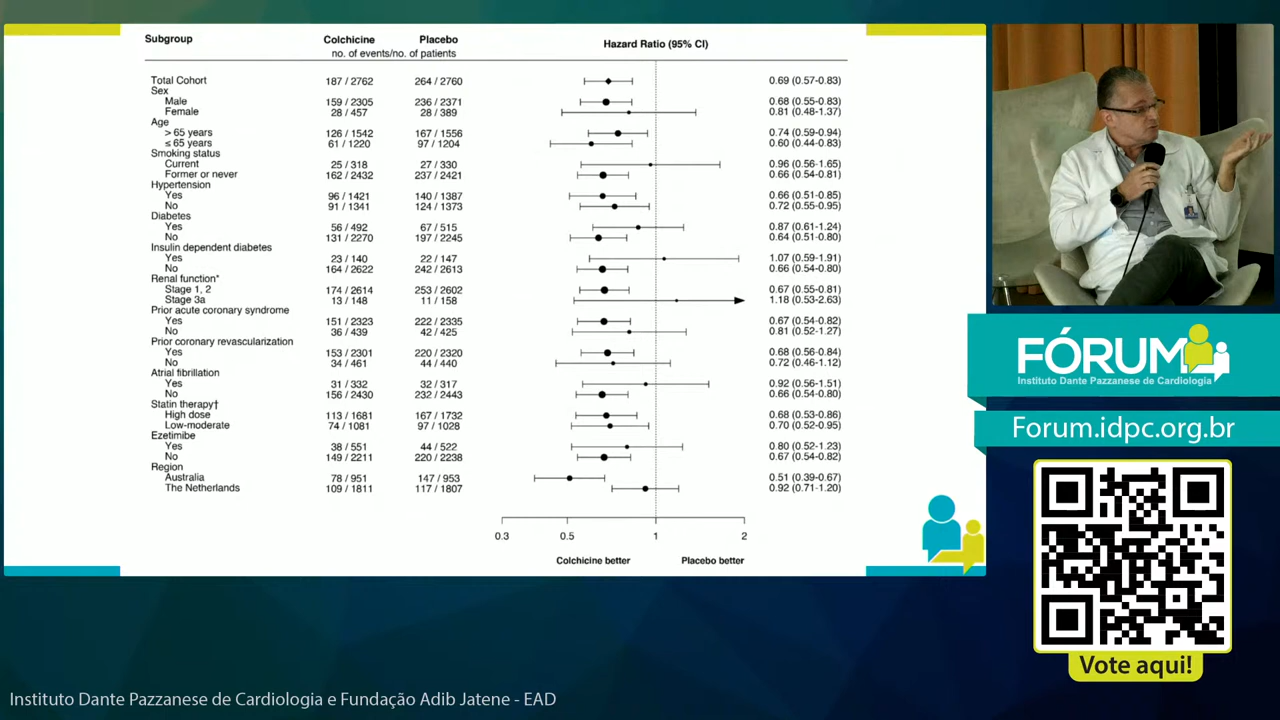 Subgroup Colchicine Placebo Hazard Ratio (95% CI)
no. of events/no. of patients
Total Cohort 187 / 2762 264 / 2760 0.69 (0.57-0.83)
Sex
Male 159 / 2305 236 / 2371 0.68 (0.55-0.83)
Female 28 / 457 28 / 389 0.81 (0.48-1.37)
Age
> 65 years 126 / 1542 167 / 1556 0.74 (0.59-0.94)
≤ 65 years 61 / 1220 97 / 1204 0.60 (0.44-0.83)
Smoking status
Current 25 / 318 27 / 330 0.96 (0.56-1.65)
Former or never 162 / 2432 237 / 2421 0.66 (0.54-0.81)
Hypertension
Yes 96 / 1421 140 / 1387 0.66 (0.51-0.85)
No 91 / 1341 124 / 1373 0.72 (0.55-0.95)
Diabetes
Yes 56 / 492 67 / 515 0.87 (0.61-1.24)
No 131 / 2270 197 / 2245 0.64 (0.51-0.80)
Insulin dependent diabetes
Yes 23 / 140 22 / 147 1.07 (0.59-1.91)
No 164 / 2622 242 / 2613 0.66 (0.54-0.80)
Renal function*
Stage 1, 2 174 / 2614 253 / 2602 0.67 (0.55-0.81)
Stage 3a 13 / 148 11 / 158 1.18 (0.53-2.63)
Prior acute coronary syndrome
Yes 151 / 2323 222 / 2335 0.67 (0.54-0.82)
No 36 / 439 42 / 425 0.81 (0.52-1.27)
Prior coronary revascularization
Yes 153 / 2301 220 / 2320 0.68 (0.56-0.84)
No 34 / 461 44 / 440 0.72 (0.46-1.12)
Atrial fibrillation
Yes 31 / 332 32 / 317 0.92 (0.56-1.51)
No 156 / 2430 232 / 2443 0.66 (0.54-0.80)
Statin therapy†
High dose 113 / 1681 167 / 1732 0.68 (0.53-0.86)
Low-moderate 74 / 1081 97 / 1028 0.70 (0.52-0.95)
Ezetimibe
Yes 38 / 551 44 / 522 0.80 (0.52-1.23)
No 149 / 2211 220 / 2238 0.67 (0.54-0.82)
Region
Australia 78 / 951 147 / 953 0.51 (0.39-0.67)
The Netherlands 109 / 1811 117 / 1807 0.92 (0.71-1.20)
0.3 0.5 1 2
Colchicine better Placebo better
FÓRUM
Instituto Dante Pazzanese de Cardiologia
Forum.idpc.org.br
Vote aqui!
Instituto Dante Pazzanese de Cardiologia e Fundação Adib Jatene - EAD